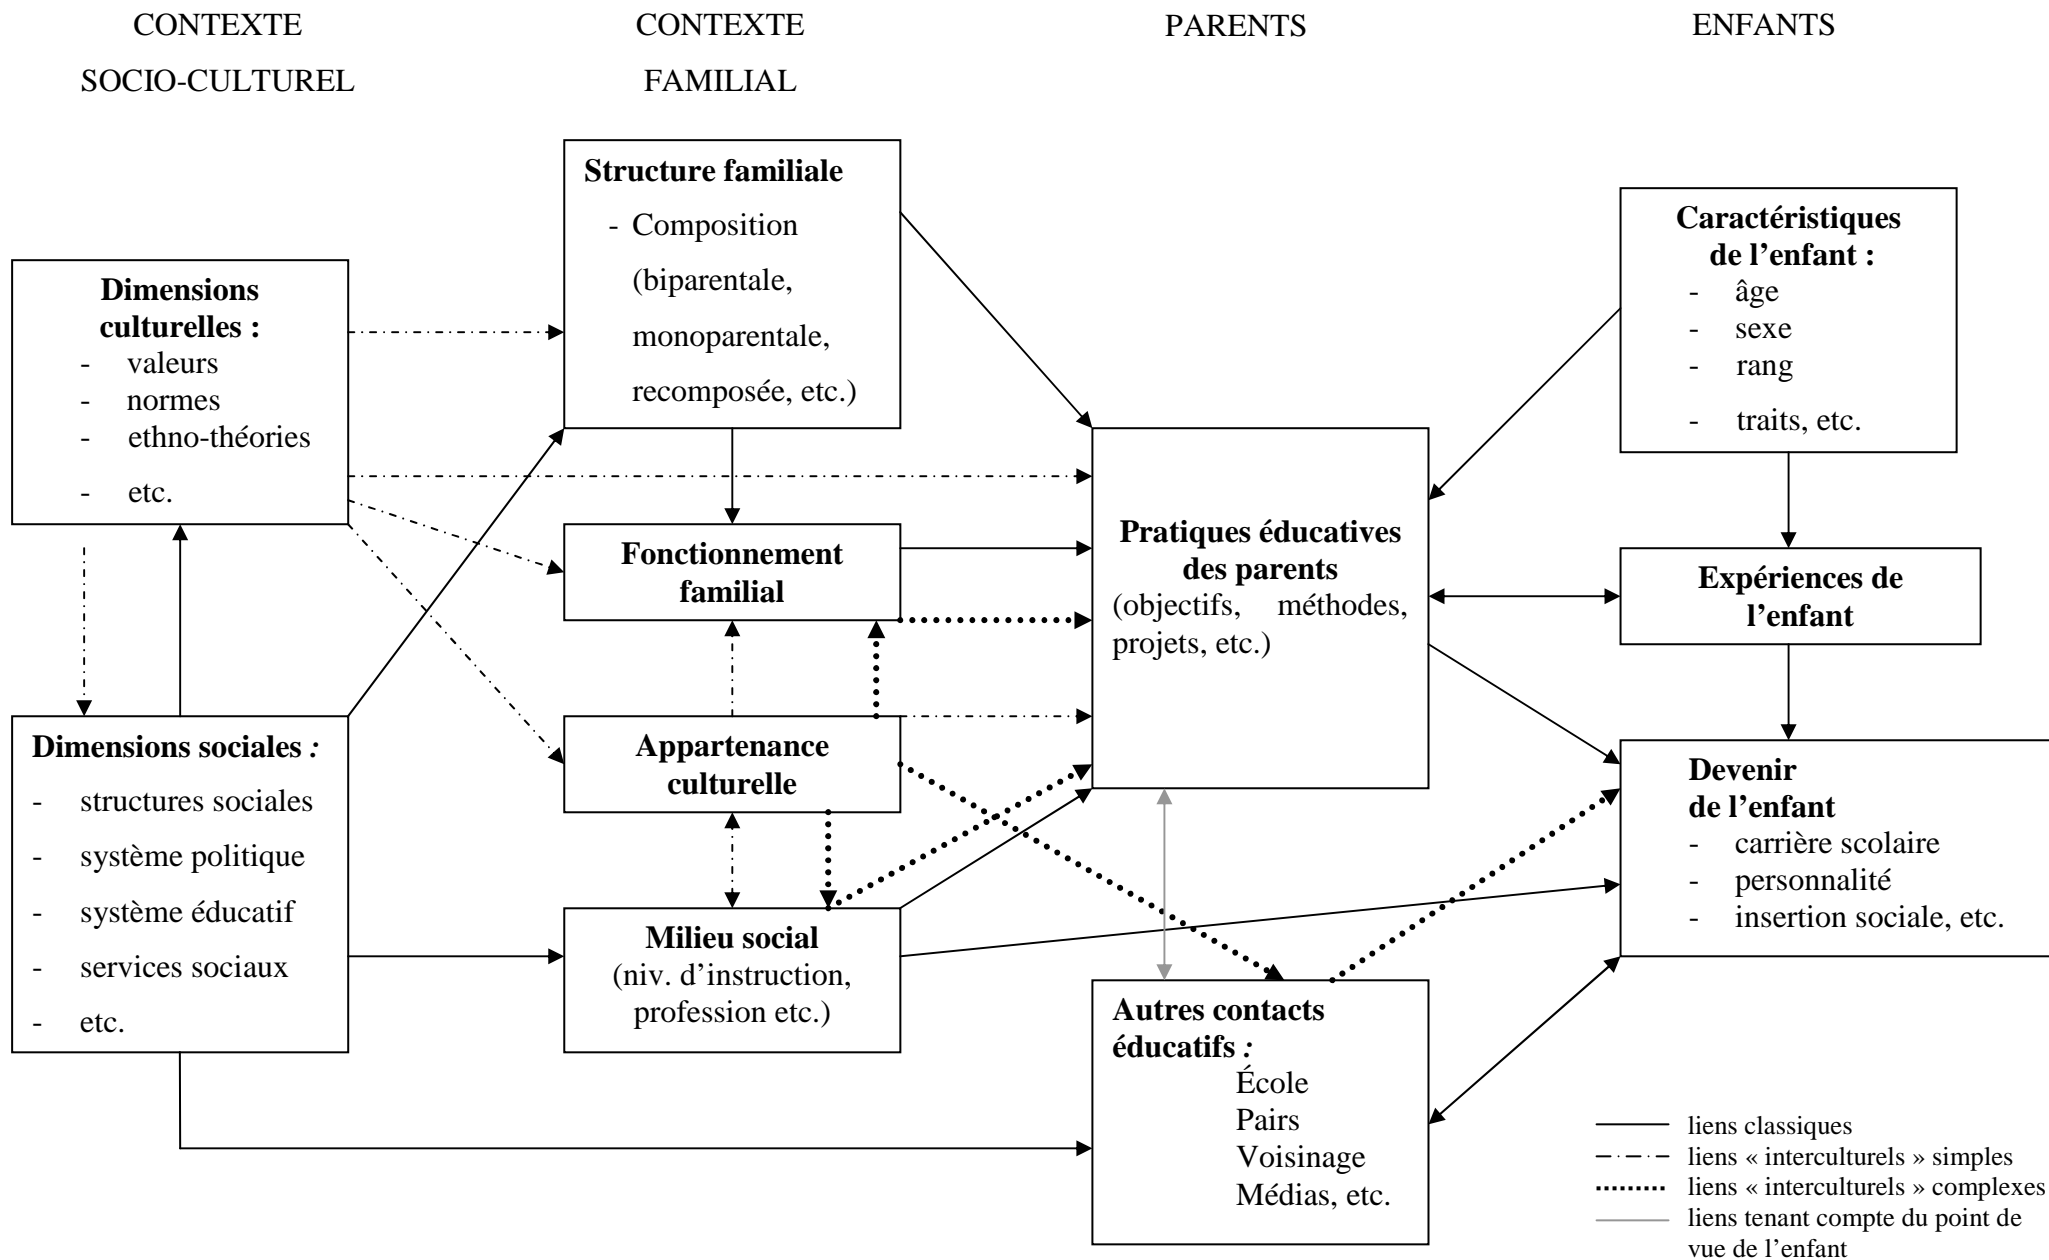 CONTEXTE
SOCIO-CULTUREL
CONTEXTE
FAMILIAL
PARENTS
ENFANTS
Dimensions
culturelles :
- valeurs
- normes
- ethno-théories
- etc.
Dimensions sociales :
- structures sociales
- système politique
- système éducatif
- services sociaux
- etc.
Structure familiale
- Composition
(biparentale,
monoparentale,
recomposée, etc.)
Fonctionnement
familial
Appartenance
culturelle
Milieu social
(niv. d’instruction,
profession etc.)
Pratiques éducatives
des parents
(objectifs, méthodes,
projets, etc.)
Autres contacts
éducatifs :
École
Pairs
Voisinage
Médias, etc.
Caractéristiques
de l’enfant :
- âge
- sexe
- rang
- traits, etc.
Expériences de
l’enfant
Devenir
de l’enfant
- carrière scolaire
- personnalité
- insertion sociale, etc.
liens classiques
liens « interculturels » simples
liens « interculturels » complexes
liens tenant compte du point de
vue de l’enfant